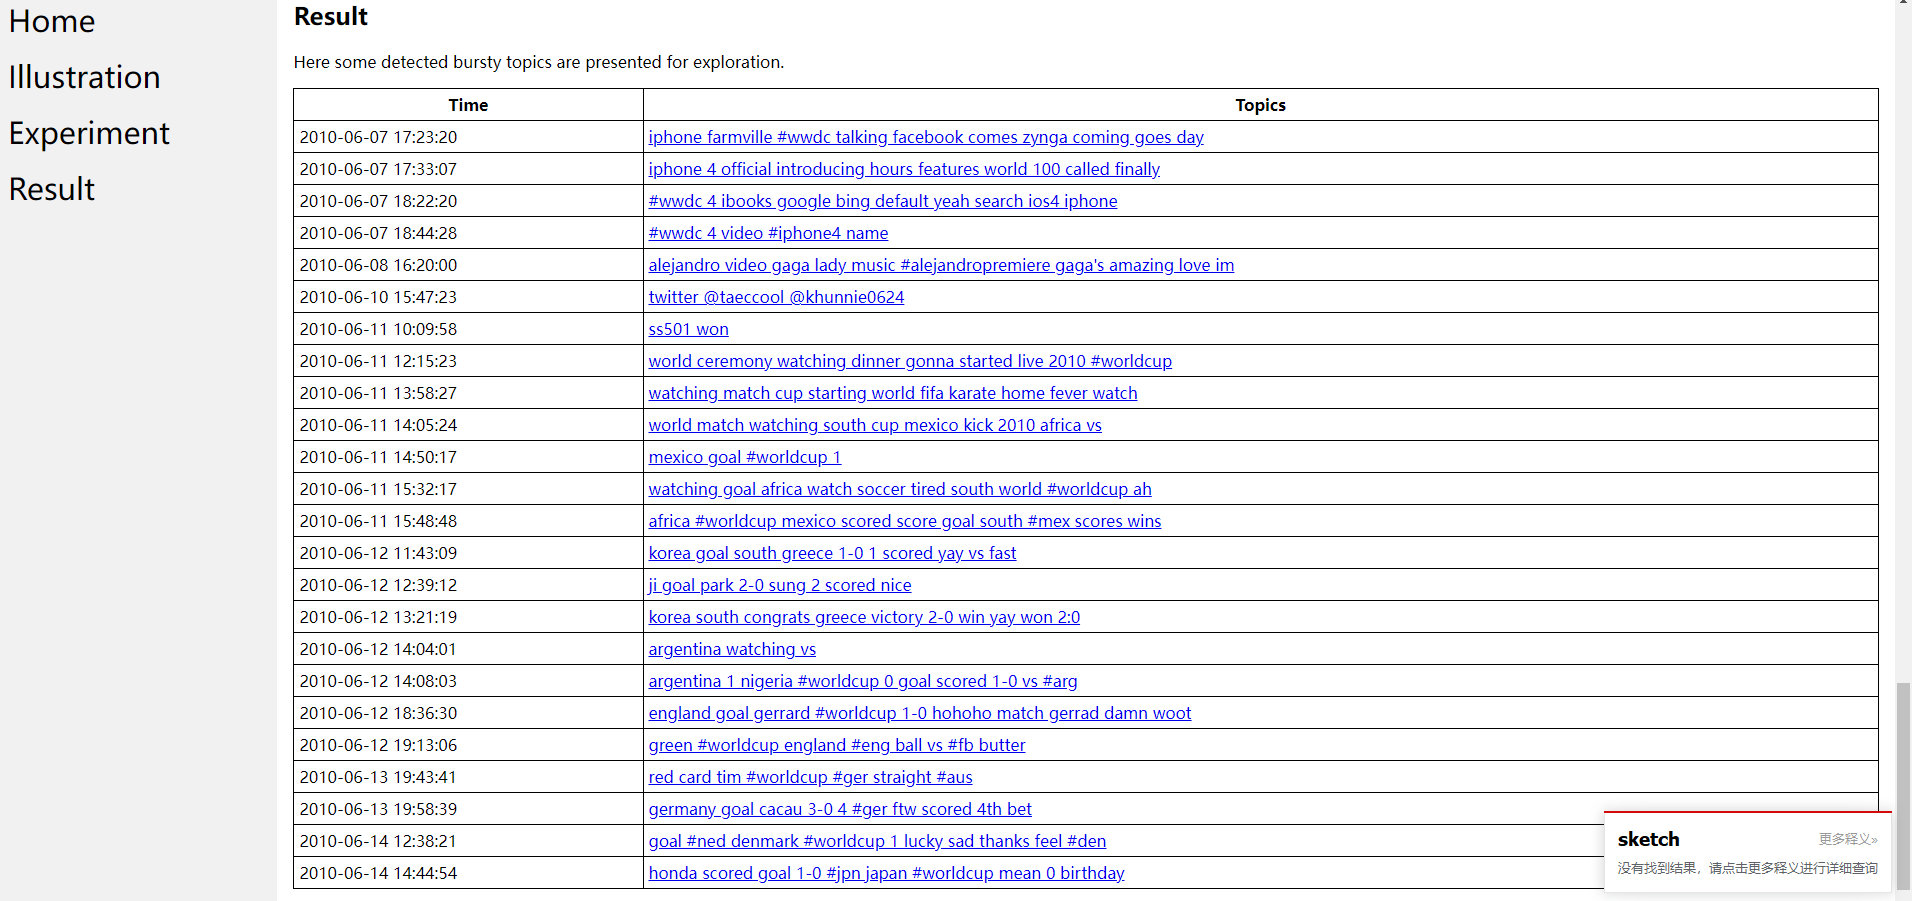 Home
Illustration
Experiment
Result
Result
Here some detected bursty topics are presented for exploration.
Time Topics
2010-06-07 17:23:20 iphone farmville #wwdc talking facebook comes zynga coming goes day
2010-06-07 17:33:07 iphone 4 official introducing hours features world 100 called finally
2010-06-07 18:22:20 #wwdc 4 ibooks google bing default yeah search ios4 iphone
2010-06-07 18:44:28 #wwdc 4 video #iphone4 name
2010-06-08 16:20:00 alejandro video gaga lady music #alejandropremiere gaga's amazing love im
2010-06-10 15:47:23 twitter @taeccool @khunnie0624
2010-06-11 10:09:58 ss501 won
2010-06-11 12:15:23 world ceremony watching dinner gonna started live 2010 #worldcup
2010-06-11 13:58:27 watching match cup starting world fifa karate home fever watch
2010-06-11 14:05:24 world match watching south cup mexico kick 2010 africa vs
2010-06-11 14:50:17 mexico goal #worldcup 1
2010-06-11 15:32:17 watching goal africa watch soccer tired south world #worldcup ah
2010-06-11 15:48:48 africa #worldcup mexico scored score goal south #mex scores wins
2010-06-12 11:43:09 korea goal south greece 1-0 1 scored yay vs fast
2010-06-12 12:39:12 ji goal park 2-0 sung 2 scored nice
2010-06-12 13:21:19 korea south congrats greece victory 2-0 win yay won 2:0
2010-06-12 14:04:01 argentina watching vs
2010-06-12 14:08:03 argentina 1 nigeria #worldcup 0 goal scored 1-0 vs #arg
2010-06-12 18:36:30 england goal gerrard #worldcup 1-0 hohoho match gerrad damn woot
2010-06-12 19:13:06 green #worldcup england #eng ball vs #fb butter
2010-06-13 19:43:41 red card tim #worldcup #ger straight #aus
2010-06-13 19:58:39 germany goal cacau 3-0 4 #ger ftw scored 4th bet
2010-06-14 12:38:21 goal #ned denmark #worldcup 1 lucky sad thanks feel #den
2010-06-14 14:44:54 honda scored goal 1-0 #jpn japan #worldcup mean 0 birthday
sketch 更多释义»
没有找到结果，请点击更多释义进行详细查询